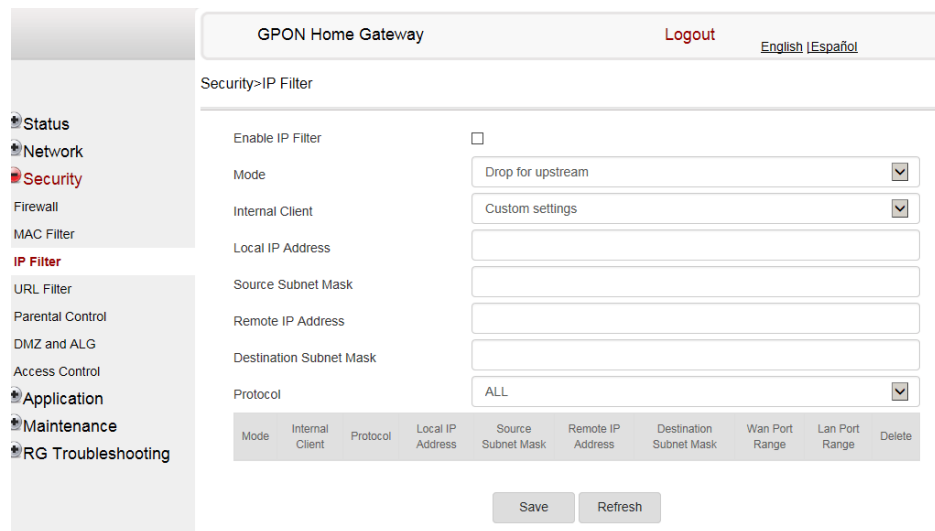 GPON Home Gateway
Logout
English |Español
Security>IP Filter
Status
Network
Security
Firewall
MAC Filter
IP Filter
URL Filter
Parental Control
DMZ and ALG
Access Control
Application
Maintenance
RG Troubleshooting
Enable IP Filter
Mode Drop for upstream
Internal Client Custom settings
Local IP Address
Source Subnet Mask
Remote IP Address
Destination Subnet Mask
Protocol ALL
Mode Internal Client Protocol Local IP Address Source Subnet Mask Remote IP Address Destination Subnet Mask Wan Port Range Lan Port Range Delete
Save Refresh